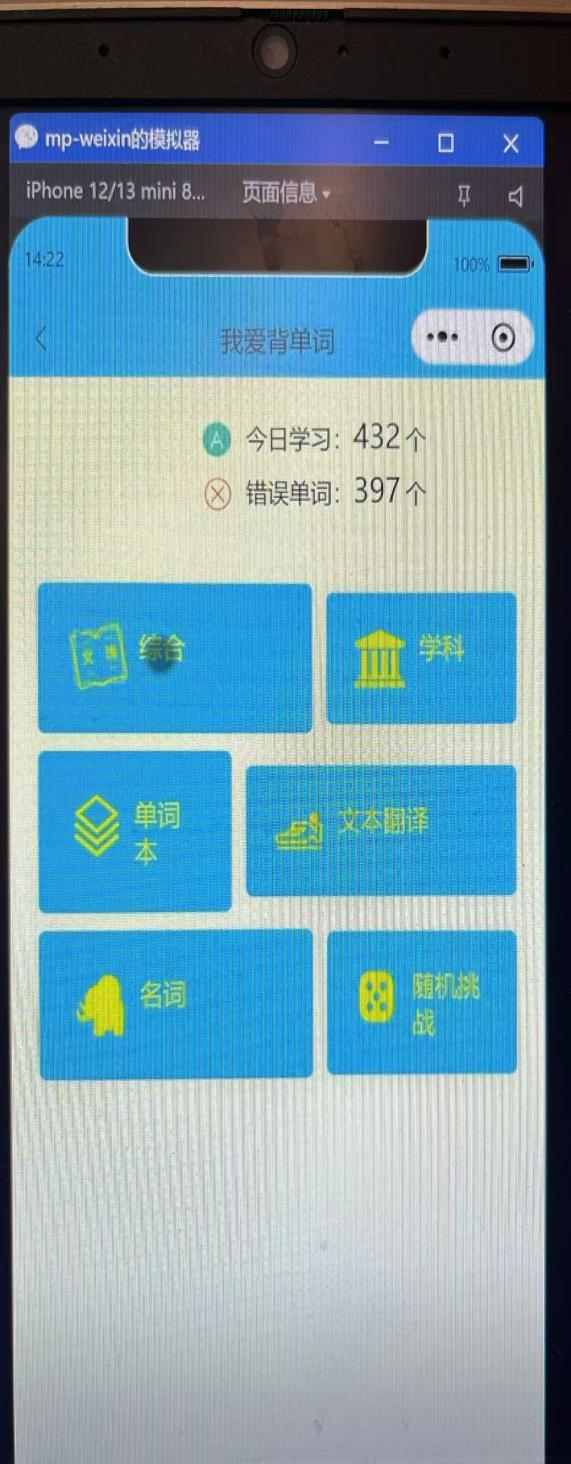 mp-weixin的模拟器
iPhone 12/13 mini 8... 页面信息
14:22 100%
我爱背单词
A 今日学习: 432个
错误单词: 397个
综合
学科
单词
本
文本翻译
名词
随机挑
战